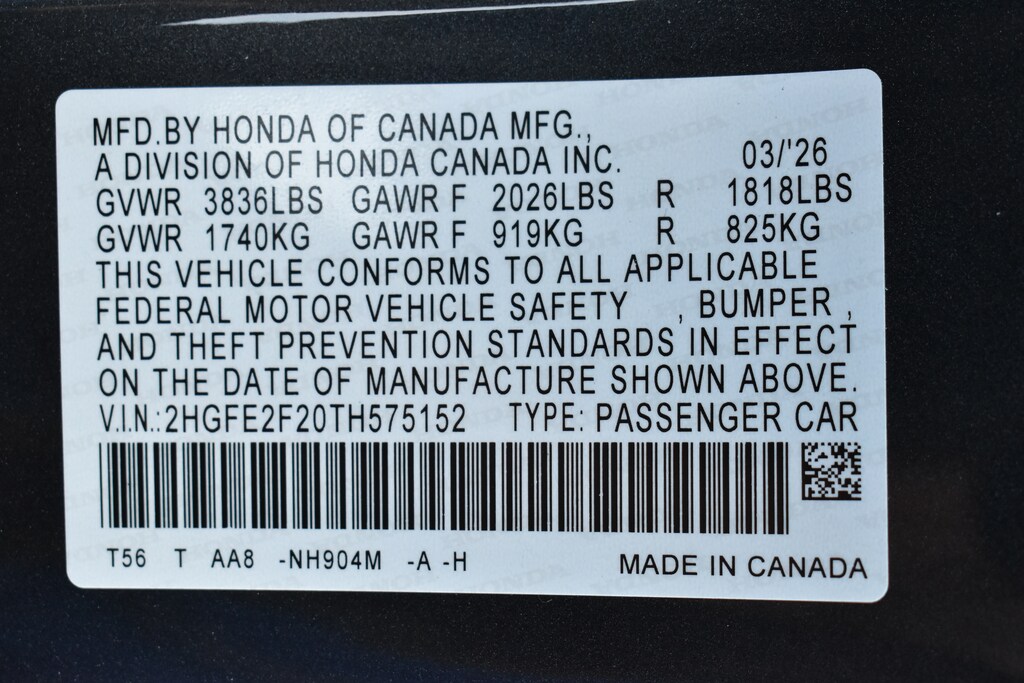 MFD.BY HONDA OF CANADA MFG.,
A DIVISION OF HONDA CANADA INC. 03/'26
GVWR 3836LBS GAWR F 2026LBS R 1818LBS
GVWR 1740KG GAWR F 919KG R 825KG
THIS VEHICLE CONFORMS TO ALL APPLICABLE
FEDERAL MOTOR VEHICLE SAFETY , BUMPER ,
AND THEFT PREVENTION STANDARDS IN EFFECT
ON THE DATE OF MANUFACTURE SHOWN ABOVE.
V.I.N.:2HGFE2F20TH575152 TYPE: PASSENGER CAR
T56 T AA8 -NH904M -A -H MADE IN CANADA